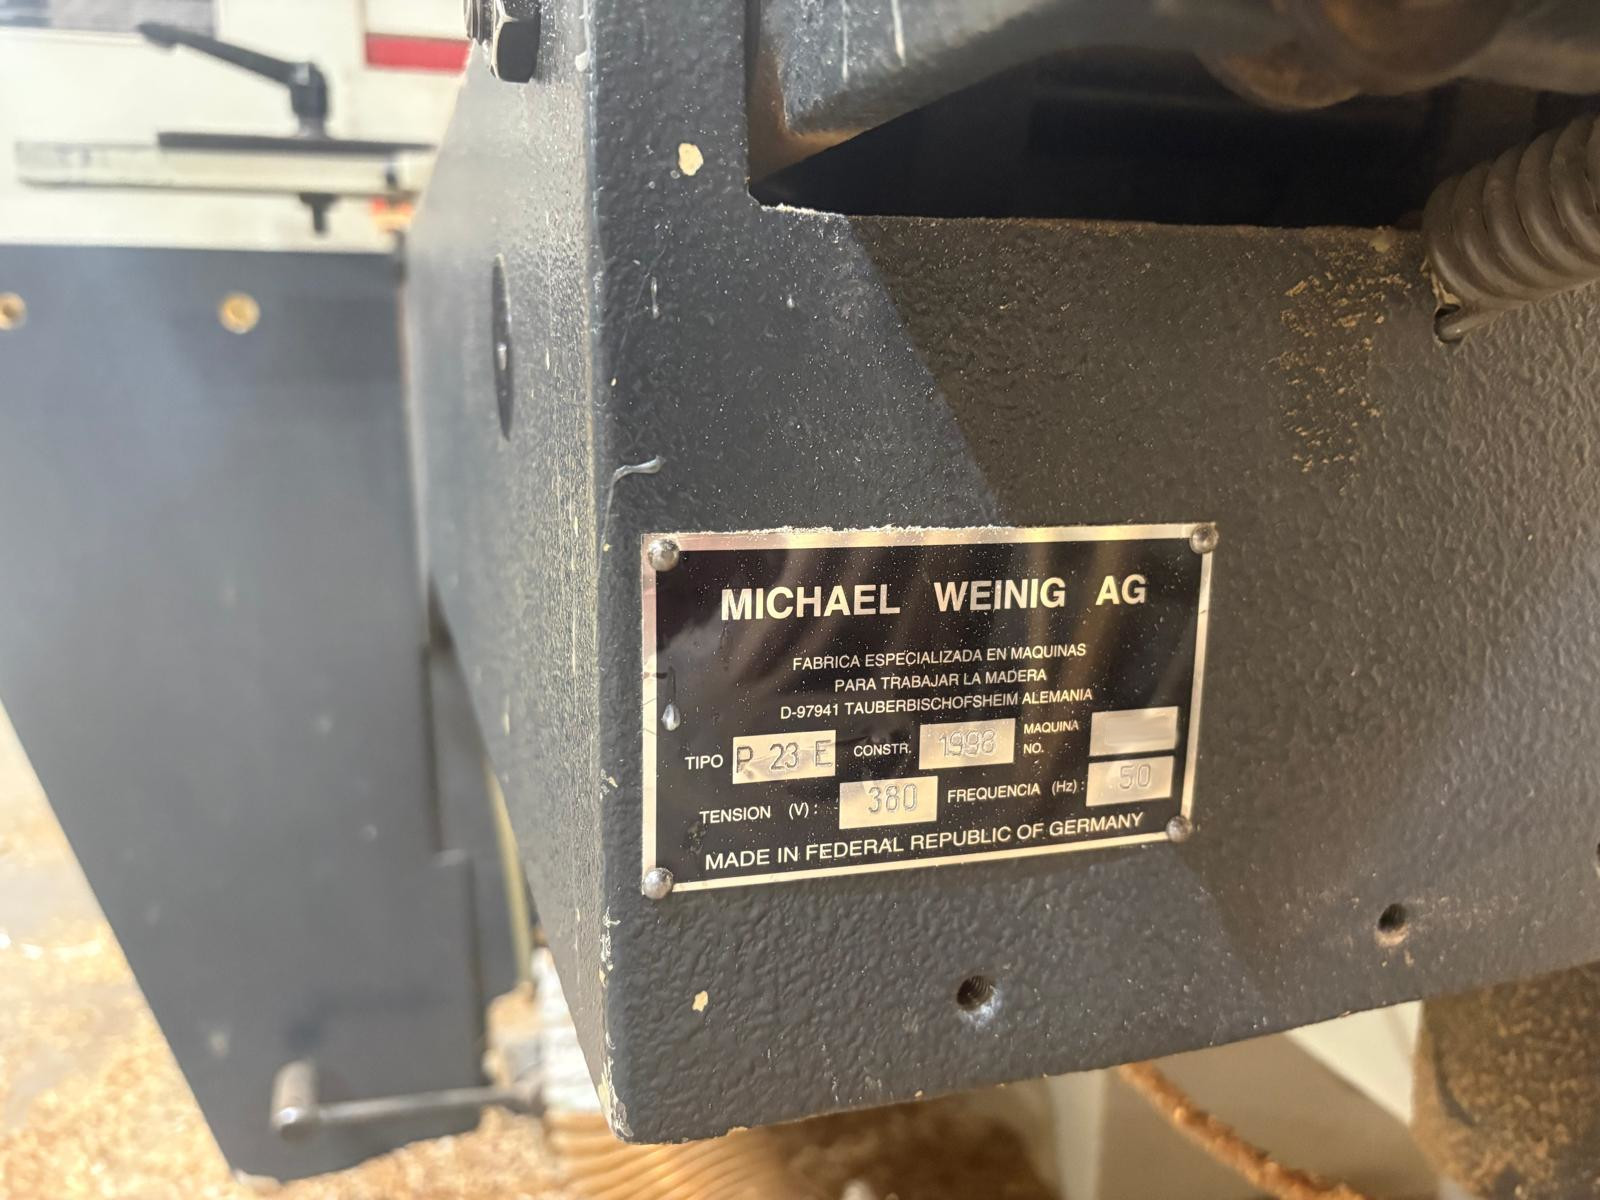 MICHAEL WEINIG AG
FABRICA ESPECIALIZADA EN MAQUINAS
PARA TRABAJAR LA MADERA
D-97941 TAUBERBISCHOFSHEIM ALEMANIA
TIPO P 23 E CONSTR. 1998 MAQUINA NO.
TENSION (V) : 380 FREQUENCIA (Hz) : 50
MADE IN FEDERAL REPUBLIC OF GERMANY